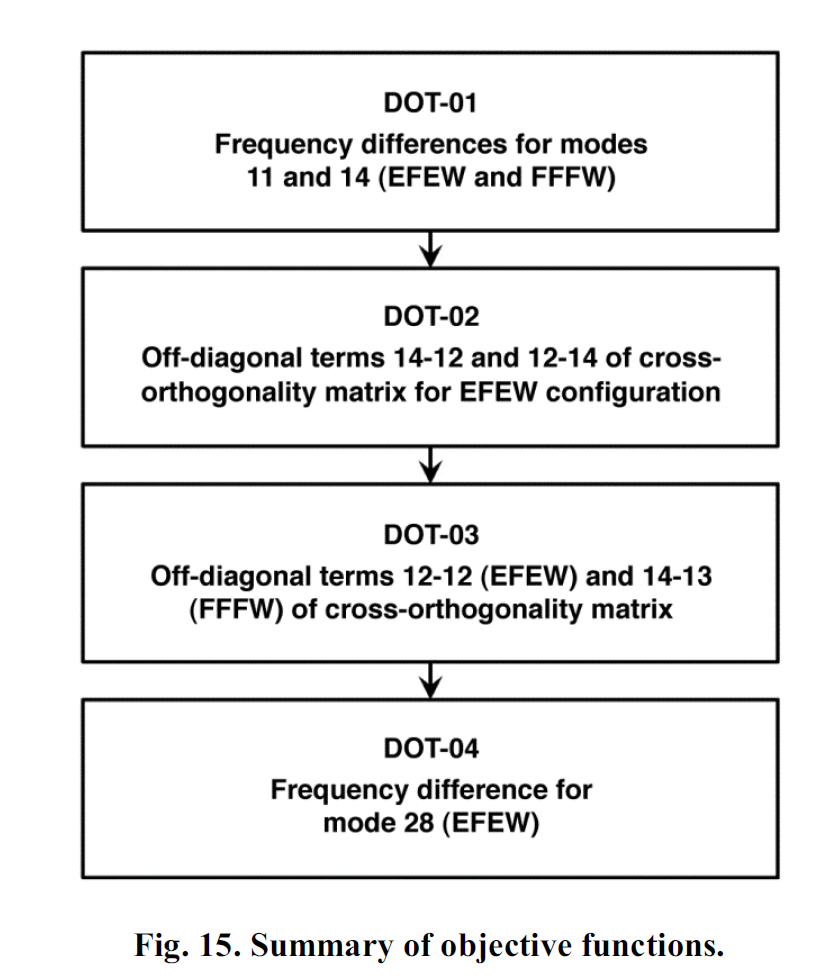 DOT-01
Frequency differences for modes
11 and 14 (EFEW and FFFW)
DOT-02
Off-diagonal terms 14-12 and 12-14 of cross-
orthogonality matrix for EFEW configuration
DOT-03
Off-diagonal terms 12-12 (EFEW) and 14-13
(FFFW) of cross-orthogonality matrix
DOT-04
Frequency difference for
mode 28 (EFEW)
Fig. 15. Summary of objective functions.